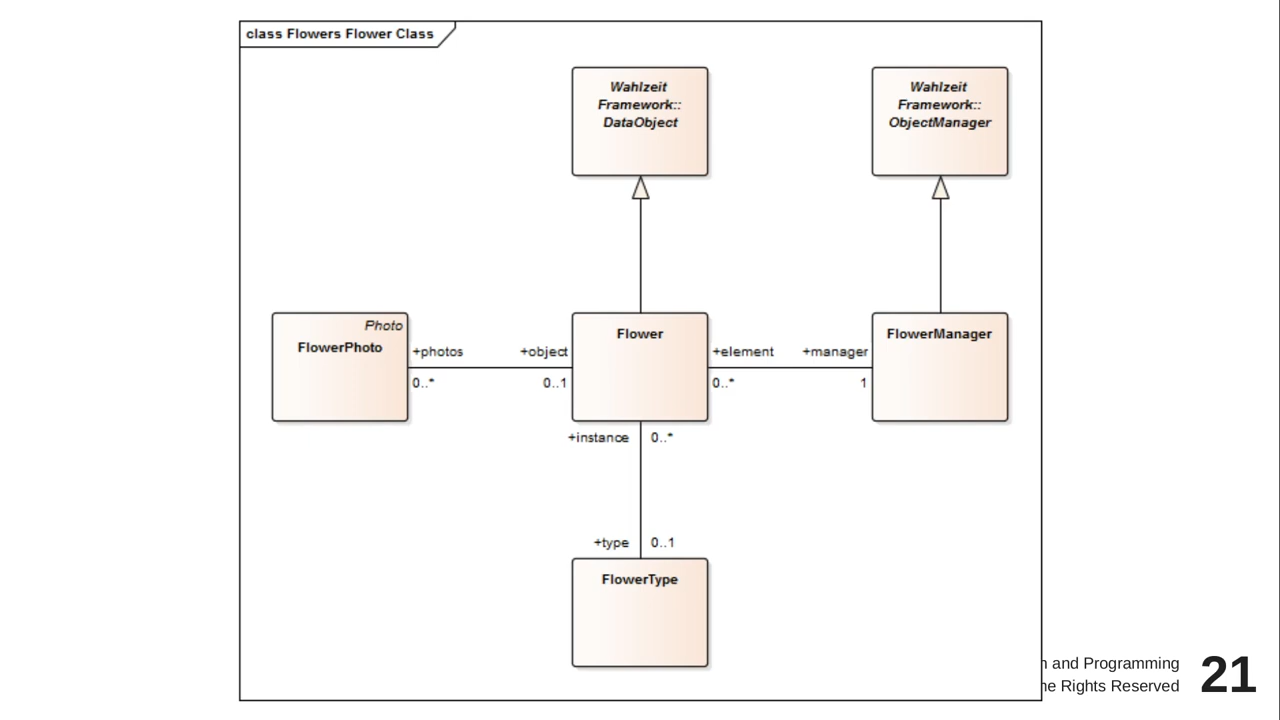 class Flowers Flower Class
Wahlzeit
Framework::
DataObject
Wahlzeit
Framework::
ObjectManager
Photo
FlowerPhoto
+photos
0..*
+object
0..1
Flower
+element
0..*
+manager
1
FlowerManager
+instance 0..*
+type 0..1
FlowerType
and Programming
Rights Reserved
21